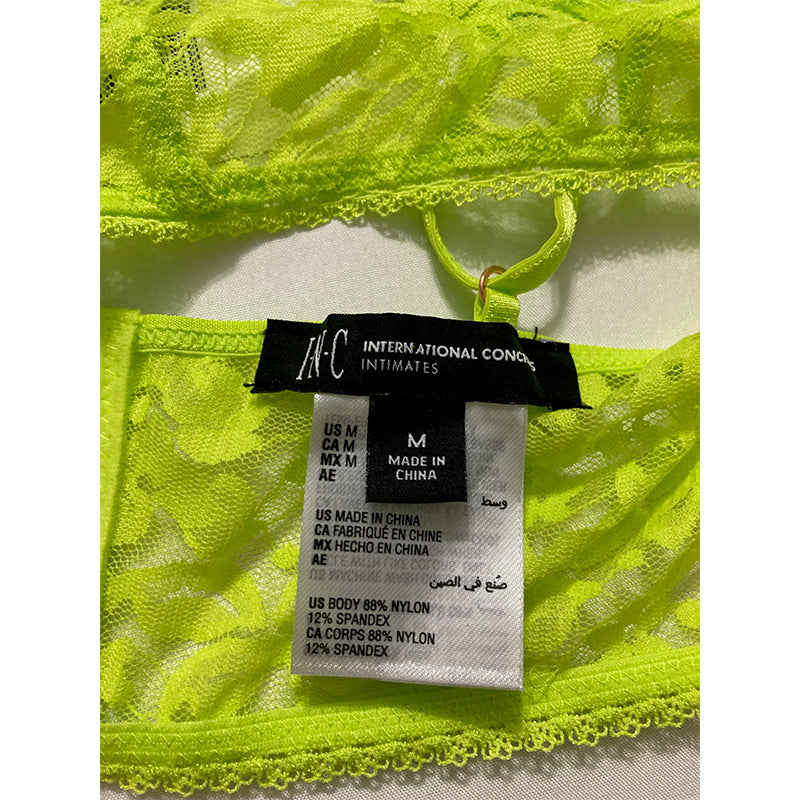 I·N·C INTERNATIONAL CONCEPTS
INTIMATES
M
MADE IN
CHINA
US M
CA M
MX M
AE
وسط
US MADE IN CHINA
CA FABRIQUÉ EN CHINE
MX HECHO EN CHINA
AE
صُنع في الصين
US BODY 88% NYLON
12% SPANDEX
CA CORPS 88% NYLON
12% SPANDEX